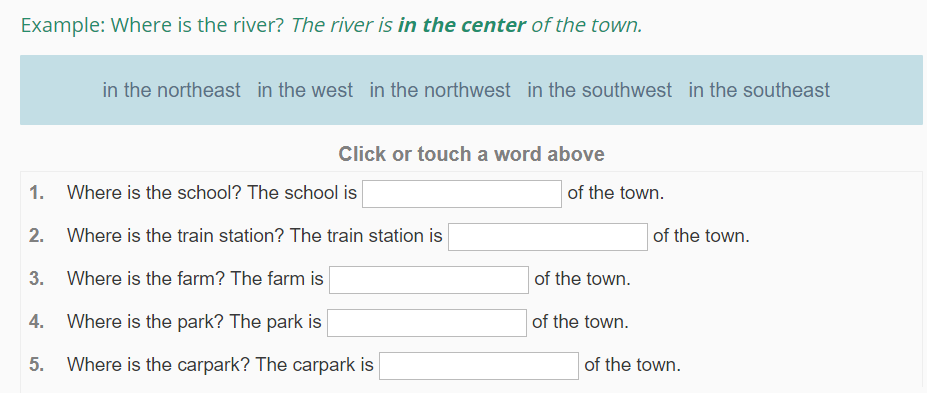 Example: Where is the river? The river is in the center of the town.
in the northeast in the west in the northwest in the southwest in the southeast
Click or touch a word above
1. Where is the school? The school is of the town.
2. Where is the train station? The train station is of the town.
3. Where is the farm? The farm is of the town.
4. Where is the park? The park is of the town.
5. Where is the carpark? The carpark is of the town.